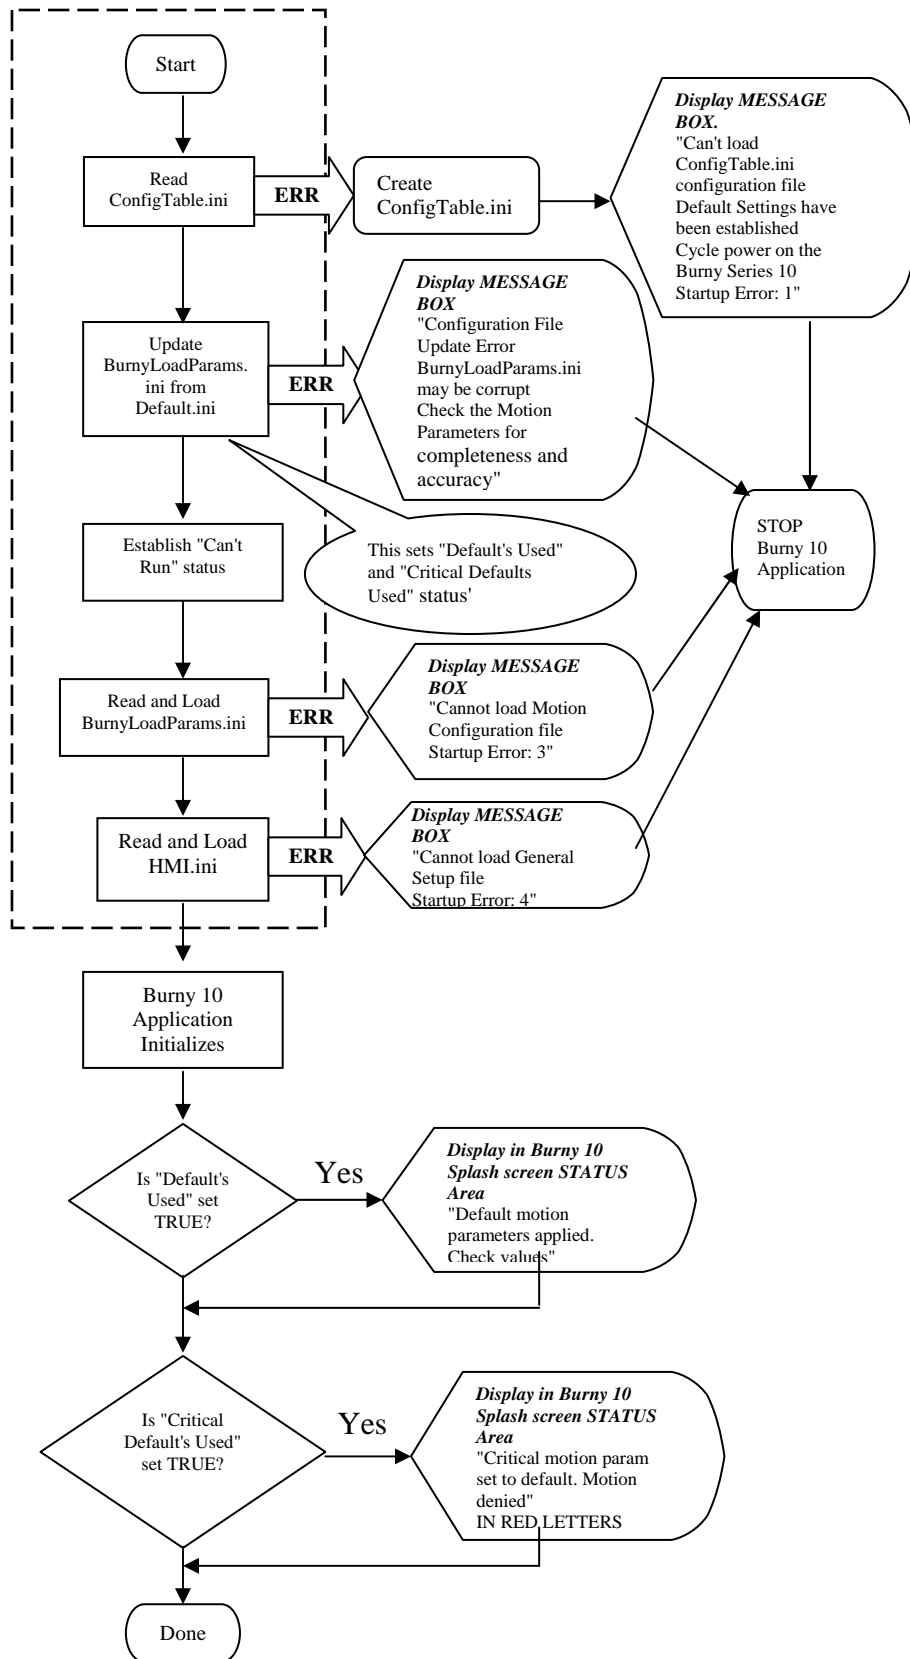 Start
Read
ConfigTable.ini
ERR
Create
ConfigTable.ini
Display MESSAGE
BOX.
"Can't load
ConfigTable.ini
configuration file
Default Settings have
been established
Cycle power on the
Burny Series 10
Startup Error: 1"
Update
BurnyLoadParams.
ini from
Default.ini
ERR
Display MESSAGE
BOX
"Configuration File
Update Error
BurnyLoadParams.ini
may be corrupt
Check the Motion
Parameters for
completeness and
accuracy"
STOP
Burny 10
Application
Establish "Can't
Run" status
This sets "Default's Used"
and "Critical Defaults
Used" status'
Read and Load
BurnyLoadParams.ini
ERR
Display MESSAGE
BOX
"Cannot load Motion
Configuration file
Startup Error: 3"
Read and Load
HMI.ini
ERR
Display MESSAGE
BOX
"Cannot load General
Setup file
Startup Error: 4"
Burny 10
Application
Initializes
Is "Default's
Used" set
TRUE?
Yes
Display in Burny 10
Splash screen STATUS
Area
"Default motion
parameters applied.
Check values"
Is "Critical
Default's Used"
set TRUE?
Yes
Display in Burny 10
Splash screen STATUS
Area
"Critical motion param
set to default. Motion
denied"
IN RED LETTERS
Done